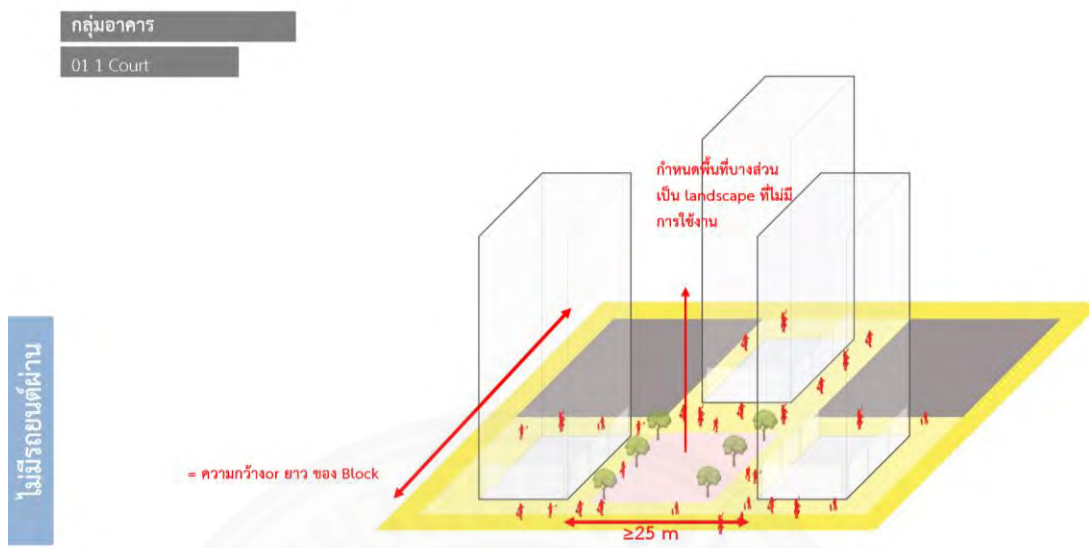 กลุ่มอาคาร
01 1 Court
กำหนดพื้นที่บางส่วน
เป็น landscape ที่ไม่มี
การใช้งาน
ไม่มีรถยนต์ผ่าน
= ความกว้างor ยาว ของ Block
≥25 m